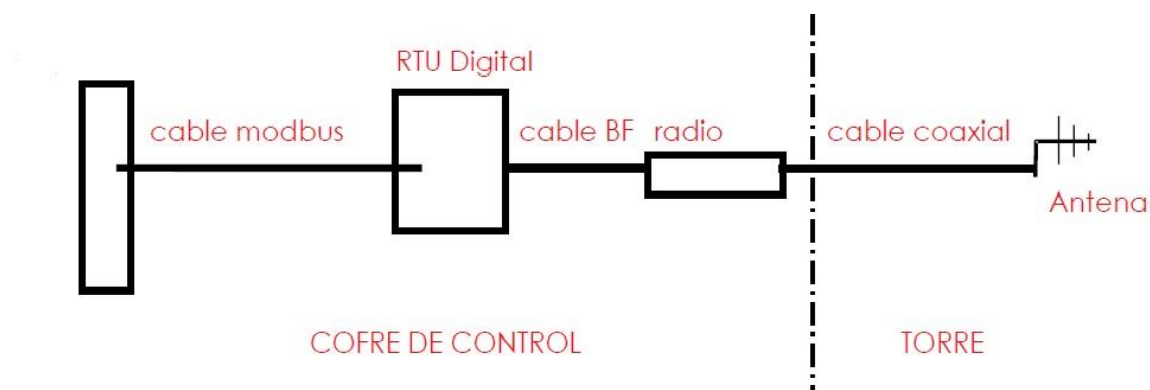 RTU Digital
cable modbus
cable BF
radio
cable coaxial
Antena
COFRE DE CONTROL
TORRE